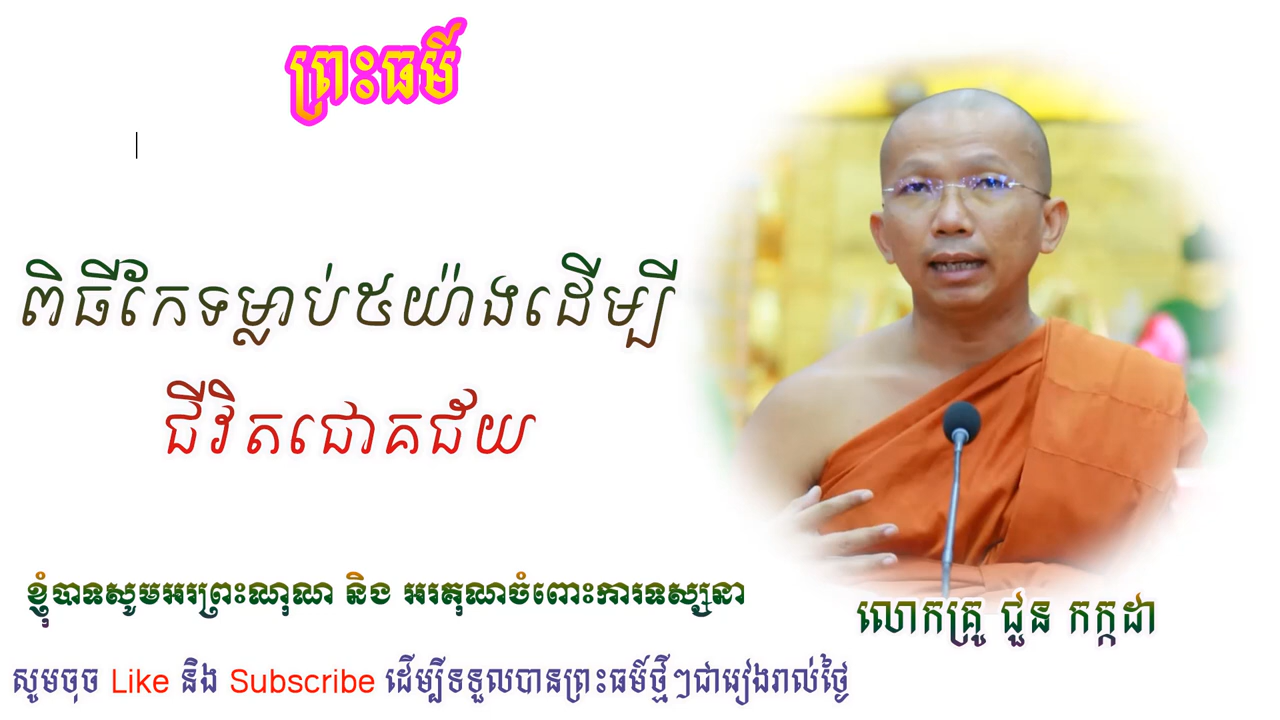 ព្រះធម៌
ពិធីកែទម្លាប់៥យ៉ាងដើម្បី
ជីវិតជោគជ័យ
ខ្ញុំបាទសូមអរព្រះណុណ និង អរគុណចំពោះការទស្សនា
លោកគ្រូ ជួន កក្កដា
សូមចុច Like និង Subscribe ដើម្បីទទួលបានព្រះធម៌ថ្មីៗជារៀងរាល់ថ្ងៃ